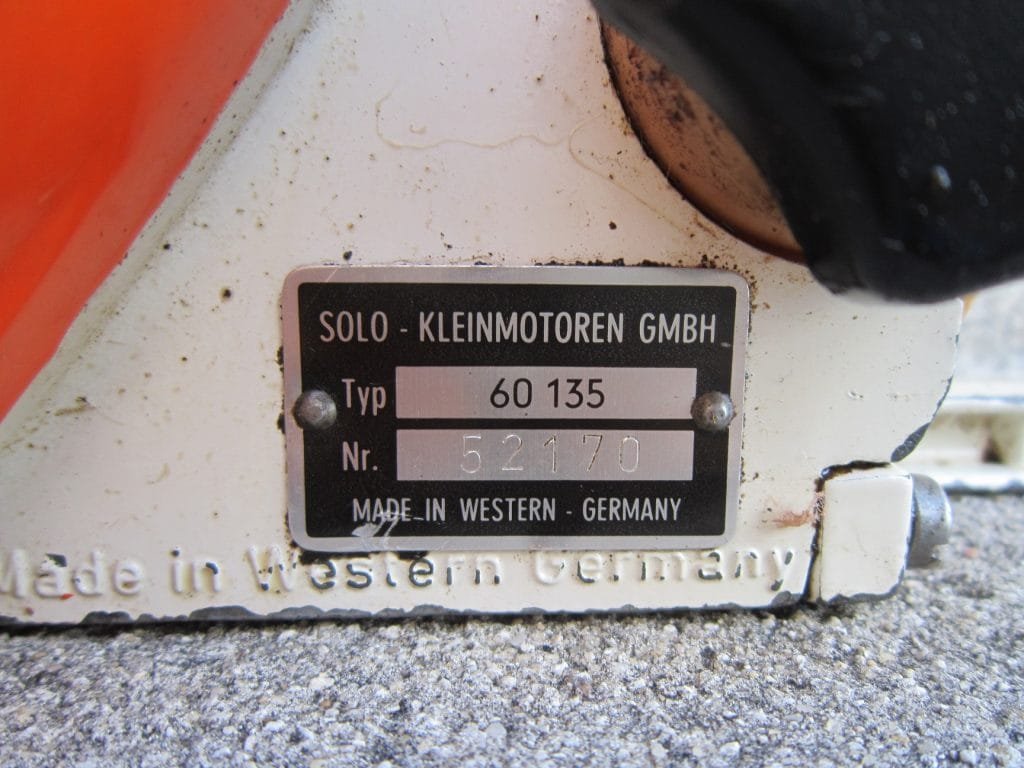 SOLO - KLEINMOTOREN GMBH
Typ 60 135
Nr. 52170
MADE IN WESTERN - GERMANY
Made in Western Germany